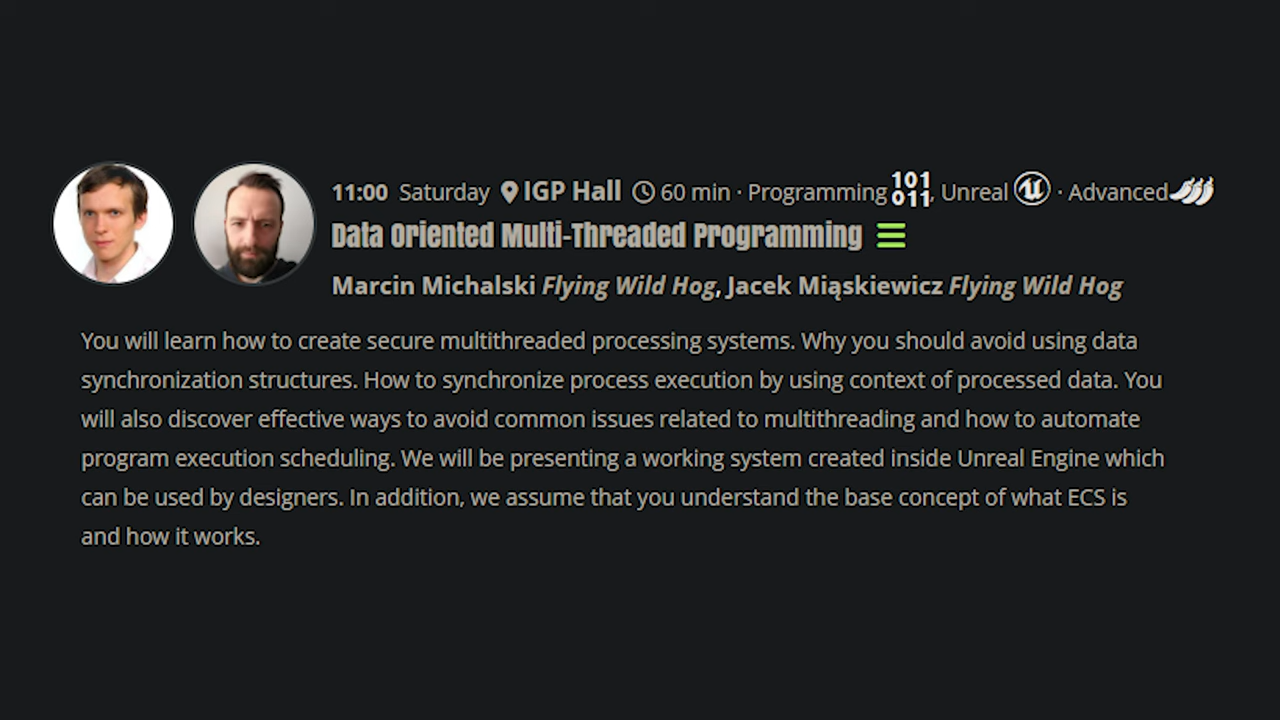 11:00 Saturday IGP Hall 60 min · Programming 101 011, Unreal · Advanced
Data Oriented Multi-Threaded Programming
Marcin Michalski Flying Wild Hog, Jacek Miąskiewicz Flying Wild Hog
You will learn how to create secure multithreaded processing systems. Why you should avoid using data
synchronization structures. How to synchronize process execution by using context of processed data. You
will also discover effective ways to avoid common issues related to multithreading and how to automate
program execution scheduling. We will be presenting a working system created inside Unreal Engine which
can be used by designers. In addition, we assume that you understand the base concept of what ECS is
and how it works.